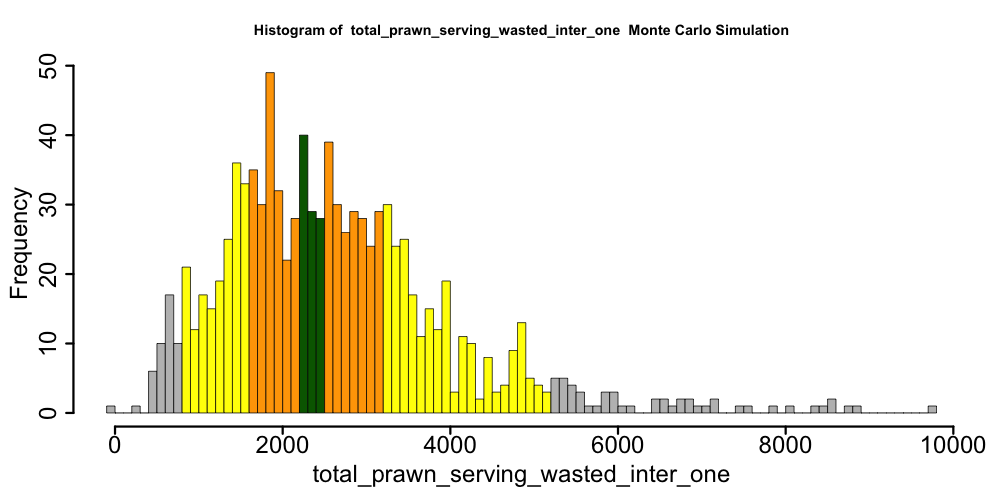 Histogram of total_prawn_serving_wasted_inter_one Monte Carlo Simulation
Frequency
50
40
30
20
10
0
0 2000 4000 6000 8000 10000
total_prawn_serving_wasted_inter_one